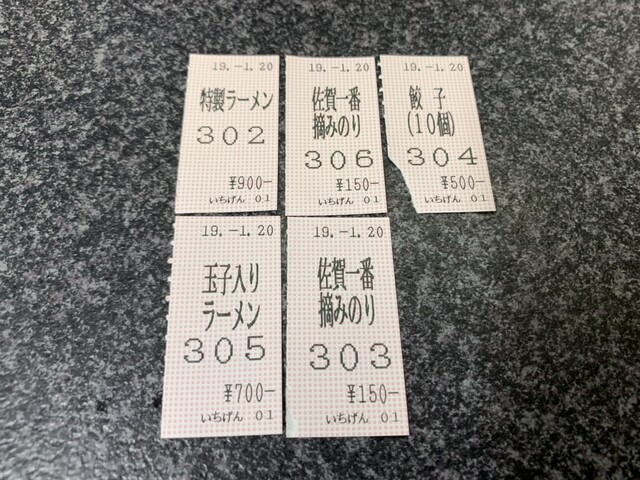 19.-1.20
特製ラーメン
302
¥900-
いちげん 01
19.-1.20
佐賀一番
摘みのり
306
¥150-
いちげん 01
19.-1.20
餃子
(10個)
304
¥500-
いちげん 01
19.-1.20
玉子入り
ラーメン
305
¥700-
いちげん 01
19.-1.20
佐賀一番
摘みのり
303
¥150-
いちげん 01